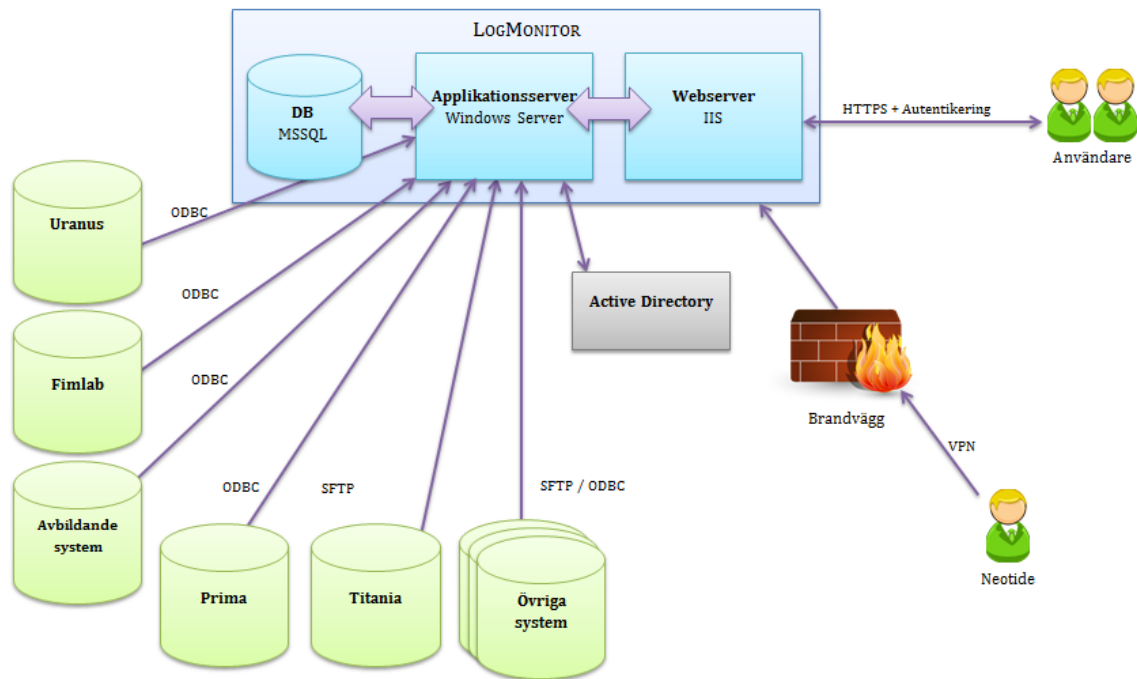 LOGMONITOR
DB
MSSQL
Applikationsserver
Windows Server
Webserver
IIS
HTTPS + Autentikering
Användare
Uranus
ODBC
Fimlab
ODBC
Avbildande
system
ODBC
Prima
ODBC
Titania
SFTP
Övriga
system
SFTP / ODBC
Active Directory
Brandvägg
VPN
Neotide